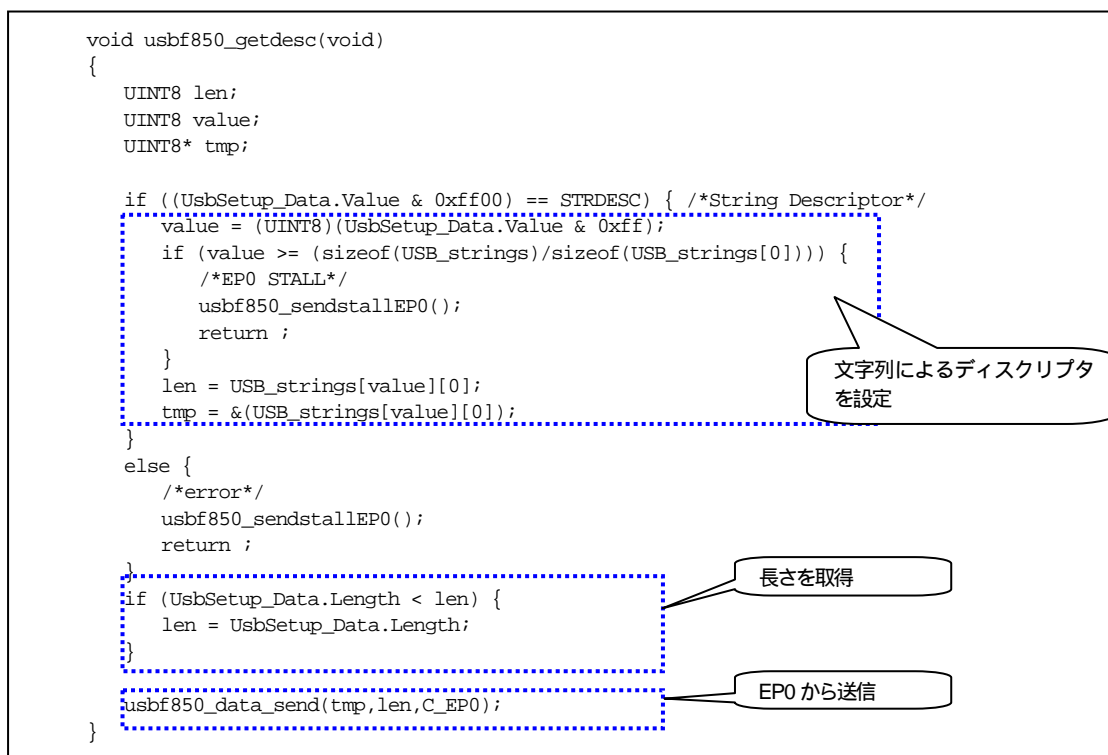 void usbf850_getdesc(void)
{
UINT8 len;
UINT8 value;
UINT8* tmp;
if ((UsbSetup_Data.Value & 0xff00) == STRDESC) { /*String Descriptor*/
value = (UINT8)(UsbSetup_Data.Value & 0xff);
if (value >= (sizeof(USB_strings)/sizeof(USB_strings[0]))) {
/*EP0 STALL*/
usbf850_sendstallEP0();
return ;
}
len = USB_strings[value][0];
tmp = &(USB_strings[value][0]);
}
文字列によるディスクリプタ
を設定
else {
/*error*/
usbf850_sendstallEP0();
return ;
}
if (UsbSetup_Data.Length < len) {
len = UsbSetup_Data.Length;
}
長さを取得
usbf850_data_send(tmp,len,C_EP0);
EP0 から送信
}